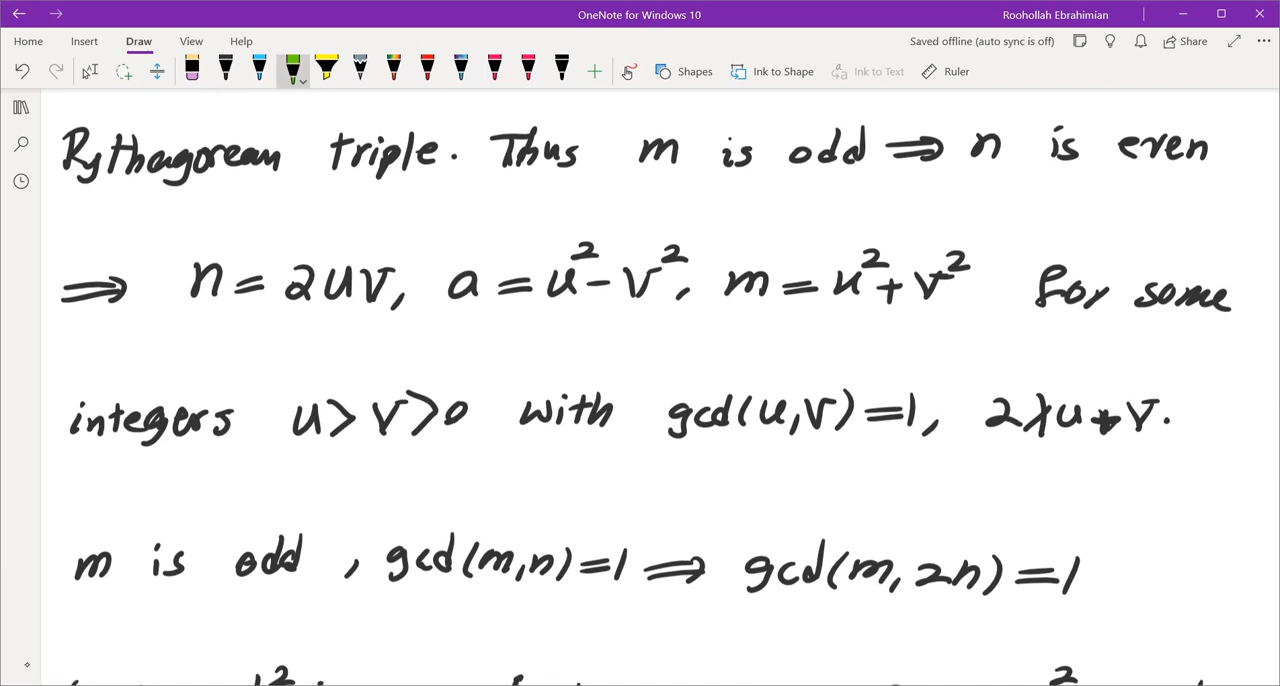 OneNote for Windows 10
Roohollah Ebrahimian
Home Insert Draw View Help
Saved offline (auto sync is off) Share
Shapes Ink to Shape Ink to Text Ruler
Pythagorean triple. Thus m is odd ⟹ n is even
⟹ n = 2uv, a = u² - v², m = u² + v² for some
integers u > v > 0 with gcd(u,v) = 1, 2∤u+v.
m is odd, gcd(m,n) = 1 ⟹ gcd(m, 2n) = 1